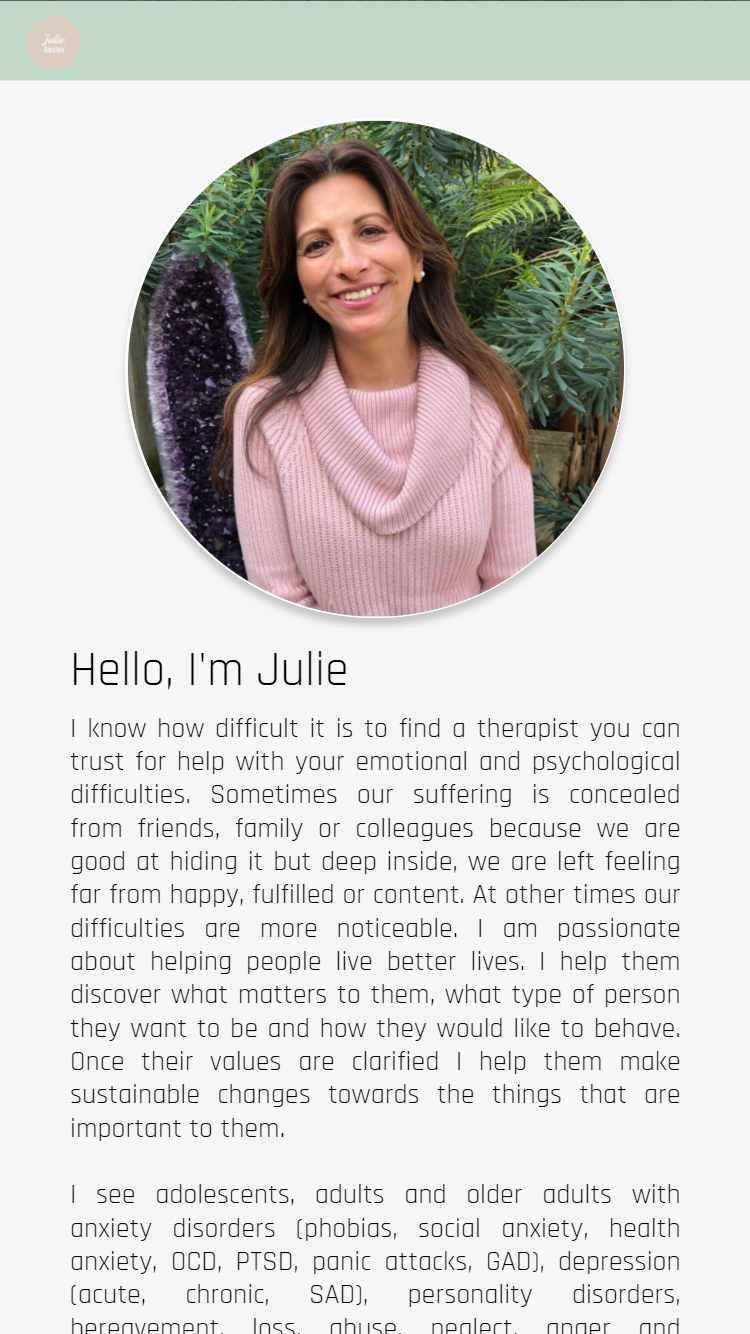 Julie
Sinclair
Hello, I'm Julie
I know how difficult it is to find a therapist you can
trust for help with your emotional and psychological
difficulties. Sometimes our suffering is concealed
from friends, family or colleagues because we are
good at hiding it but deep inside, we are left feeling
far from happy, fulfilled or content. At other times our
difficulties are more noticeable. I am passionate
about helping people live better lives. I help them
discover what matters to them, what type of person
they want to be and how they would like to behave.
Once their values are clarified I help them make
sustainable changes towards the things that are
important to them.
I see adolescents, adults and older adults with
anxiety disorders (phobias, social anxiety, health
anxiety, OCD, PTSD, panic attacks, GAD), depression
(acute, chronic, SAD), personality disorders,
bereavement, loss, abuse, neglect, anger and